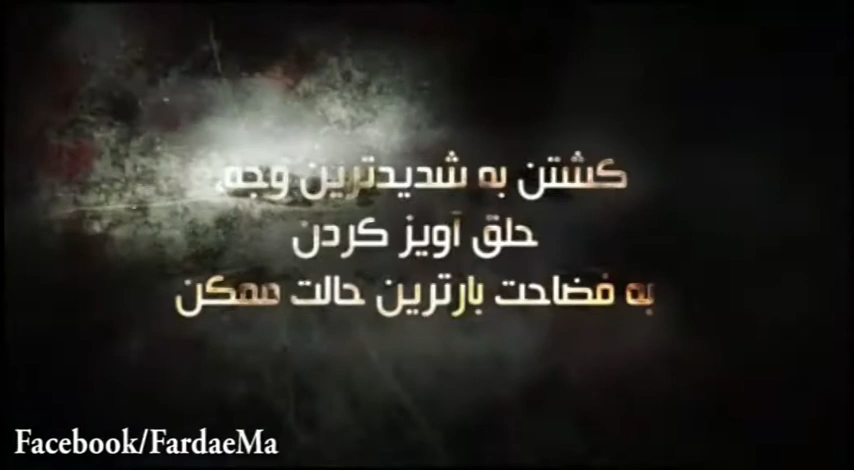 کشتن به شدیدترین وجه،
حلق آویز کردن
به فضاحت بارترین حالت ممکن
Facebook/FardaeMa